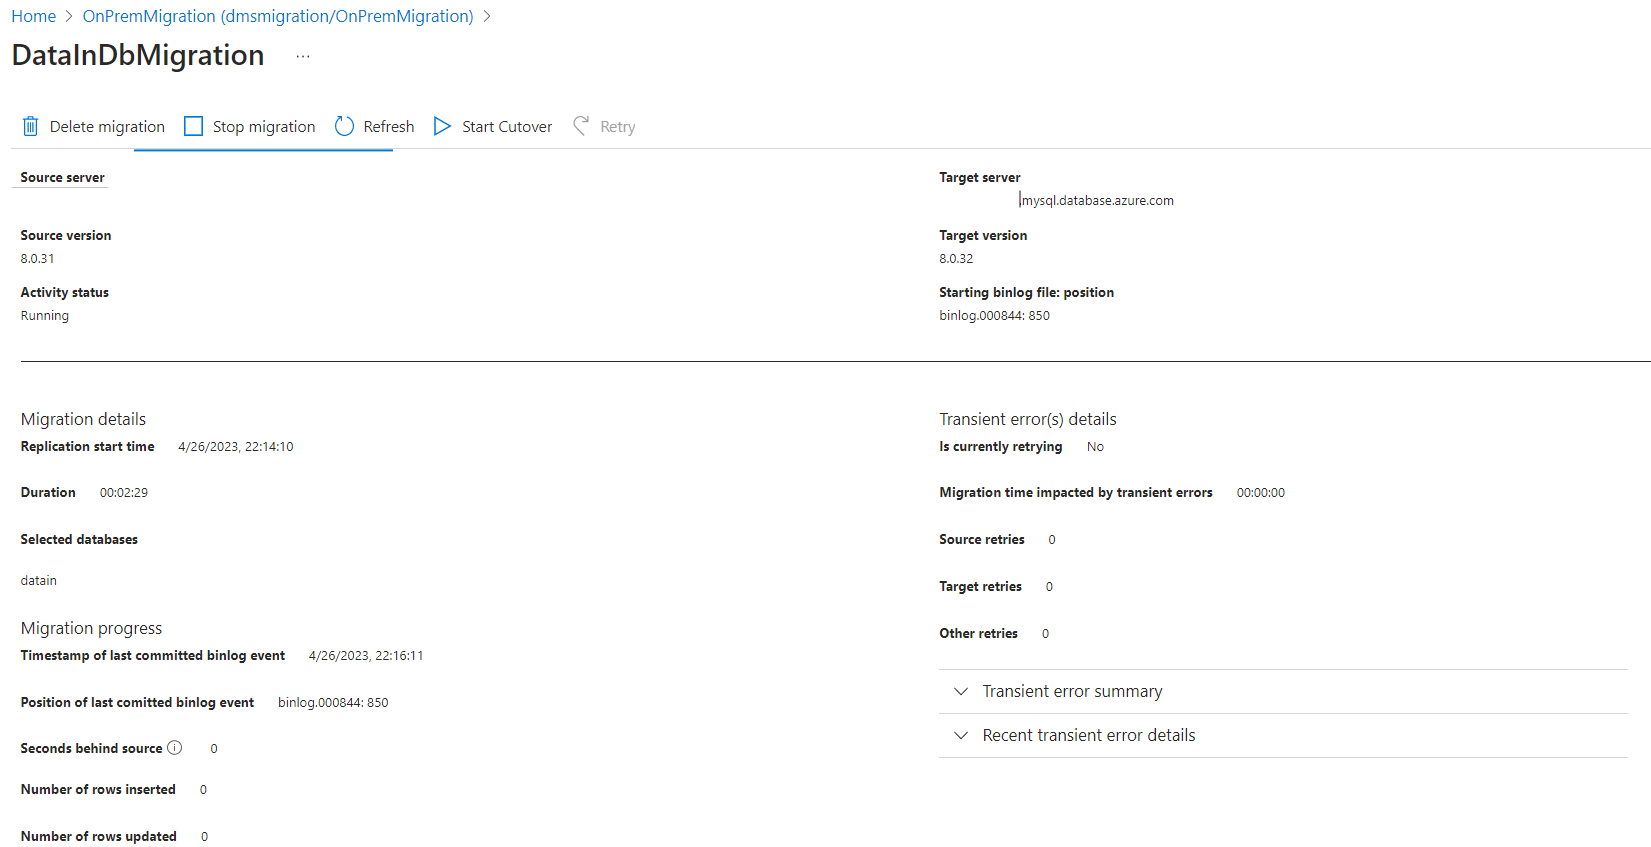 Home > OnPremMigration (dmsmigration/OnPremMigration) >
DataInDbMigration ...
Delete migration Stop migration Refresh Start Cutover Retry
Source server
Target server
.mysql.database.azure.com
Source version
8.0.31
Target version
8.0.32
Activity status
Running
Starting binlog file: position
binlog.000844: 850
Migration details
Replication start time 4/26/2023, 22:14:10
Duration 00:02:29
Selected databases
datain
Migration progress
Timestamp of last committed binlog event 4/26/2023, 22:16:11
Position of last comitted binlog event binlog.000844: 850
Seconds behind source 0
Number of rows inserted 0
Number of rows updated 0
Transient error(s) details
Is currently retrying No
Migration time impacted by transient errors 00:00:00
Source retries 0
Target retries 0
Other retries 0
Transient error summary
Recent transient error details